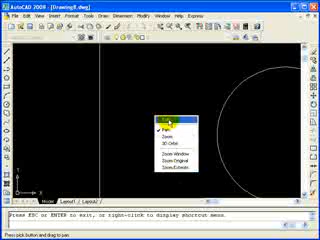 AutoCAD 2009 - [Drawing8.dwg]
File Edit View Insert Format Tools Draw Dimension Modify Window Help Express
Exit
Pan
Zoom
3D Orbit
Zoom Window
Zoom Original
Zoom Extents
Y
X
Model Layout1 Layout2
Press ESC or ENTER to exit, or right-click to display shortcut menu.
Press pick button and drag to pan